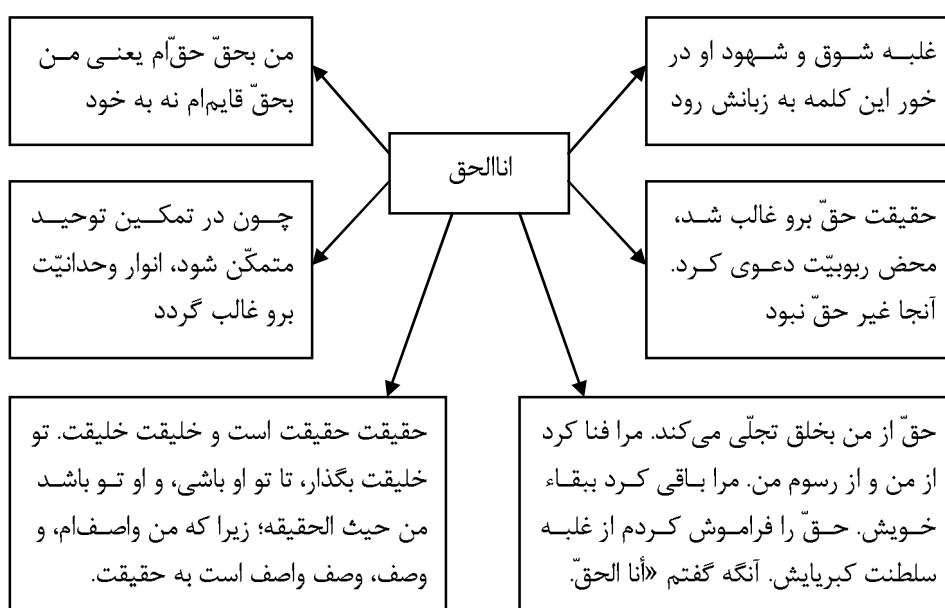 غلبه شوق و شهود او در
خور این کلمه به زبانش رود
من بحقّ حقّ‌ام یعنی من
بحقّ قایم‌ام نه به خود
اناالحق
حقیقت حقّ برو غالب شد،
محض ربوبیّت دعوی کرد.
آنجا غیر حقّ نبود
چون در تمکین توحید
متمکّن شود، انوار وحدانیّت
برو غالب گردد
حقّ از من بخلق تجلّی می‌کند. مرا فنا کرد
از من و از رسوم من. مرا باقی کرد ببقاء
خویش. حقّ را فراموش کردم از غلبه
سلطنت کبریایش. آنگه گفتم «أنا الحقّ.
حقیقت حقیقت است و خلیقت خلیقت. تو
خلیقت بگذار، تا تو او باشی، و او تو باشد
من حیث الحقیقه؛ زیرا که من واصف‌ام، و
وصف، وصف واصف است به حقیقت.